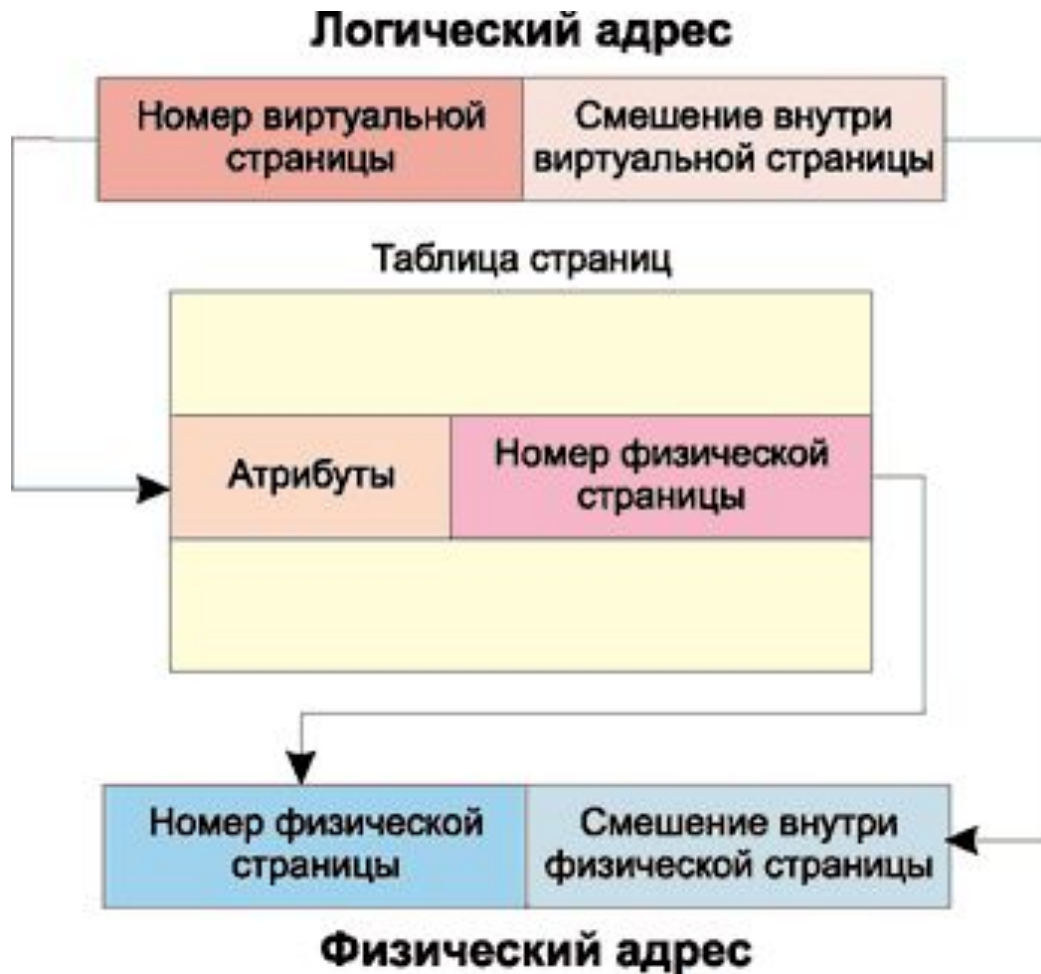 Логический адрес
Номер виртуальной
страницы
Смешение внутри
виртуальной страницы
Таблица страниц
Атрибуты
Номер физической
страницы
Номер физической
страницы
Смешение внутри
физической страницы
Физический адрес